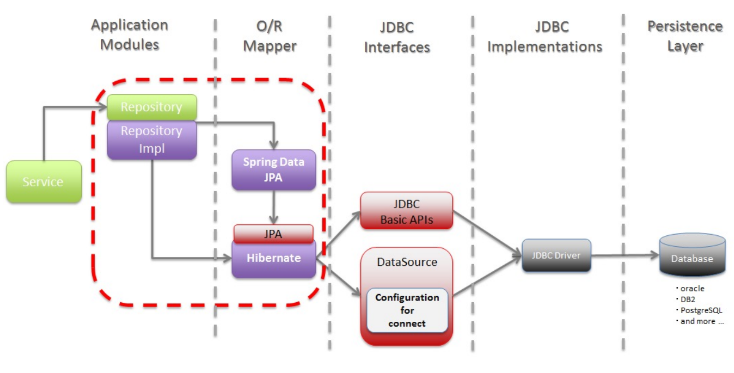 Application
Modules
O/R
Mapper
JDBC
Interfaces
JDBC
Implementations
Persistence
Layer
Repository
Repository
Impl
Service
Spring Data
JPA
JPA
Hibernate
JDBC
Basic APIs
DataSource
Configuration
for
connect
JDBC Driver
Database
・oracle
・DB2
・PostgreSQL
・and more ...